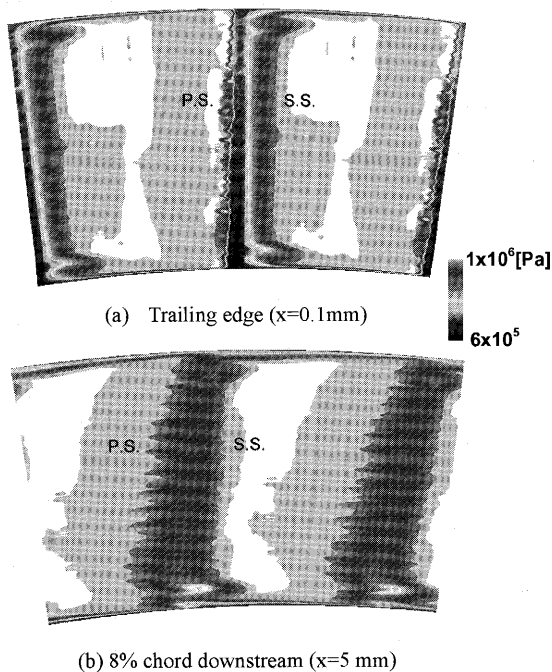 P.S. S.S.
1x10⁶[Pa]
6x10⁵
(a) Trailing edge (x=0.1mm)
P.S. S.S.
(b) 8% chord downstream (x=5 mm)